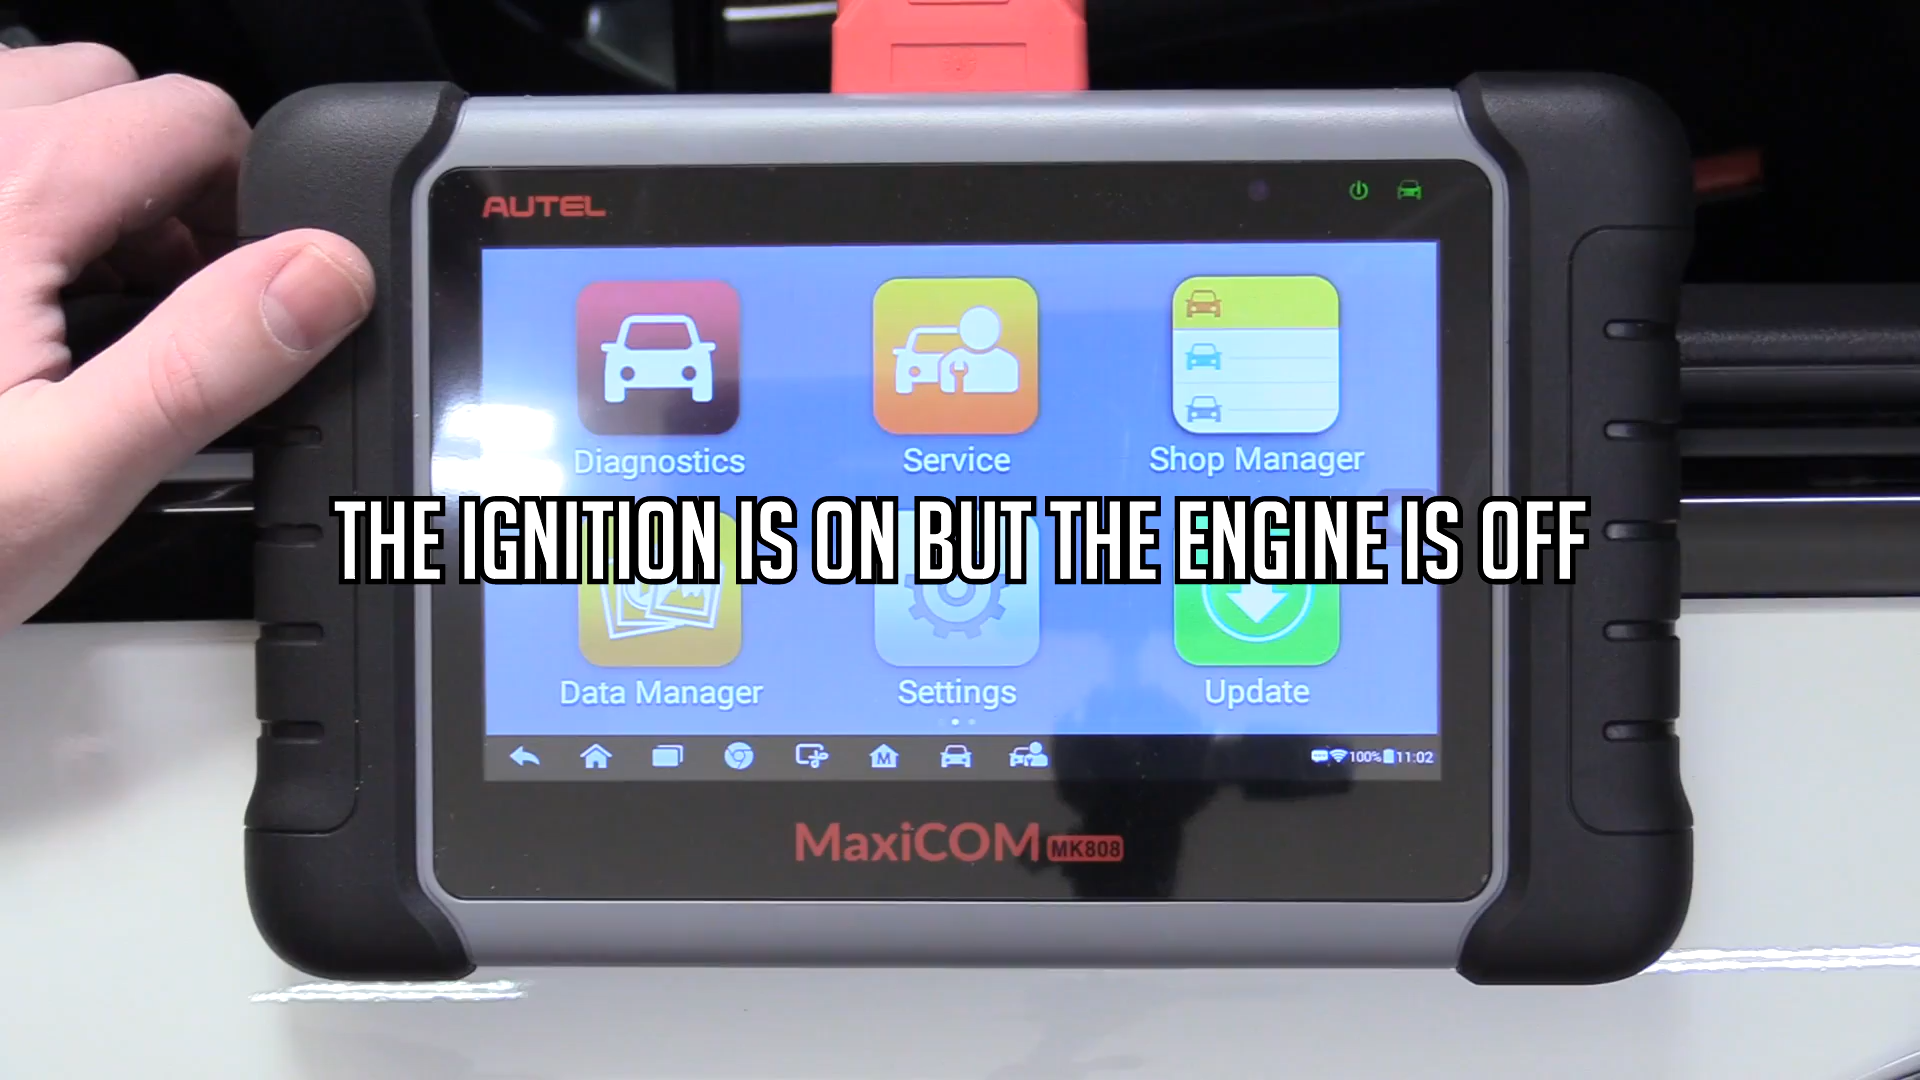 AUTEL
Diagnostics
Service
Shop Manager
THE IGNITION IS ON BUT THE ENGINE IS OFF
Data Manager
Settings
Update
M
100% 11:02
MaxiCOM MK808